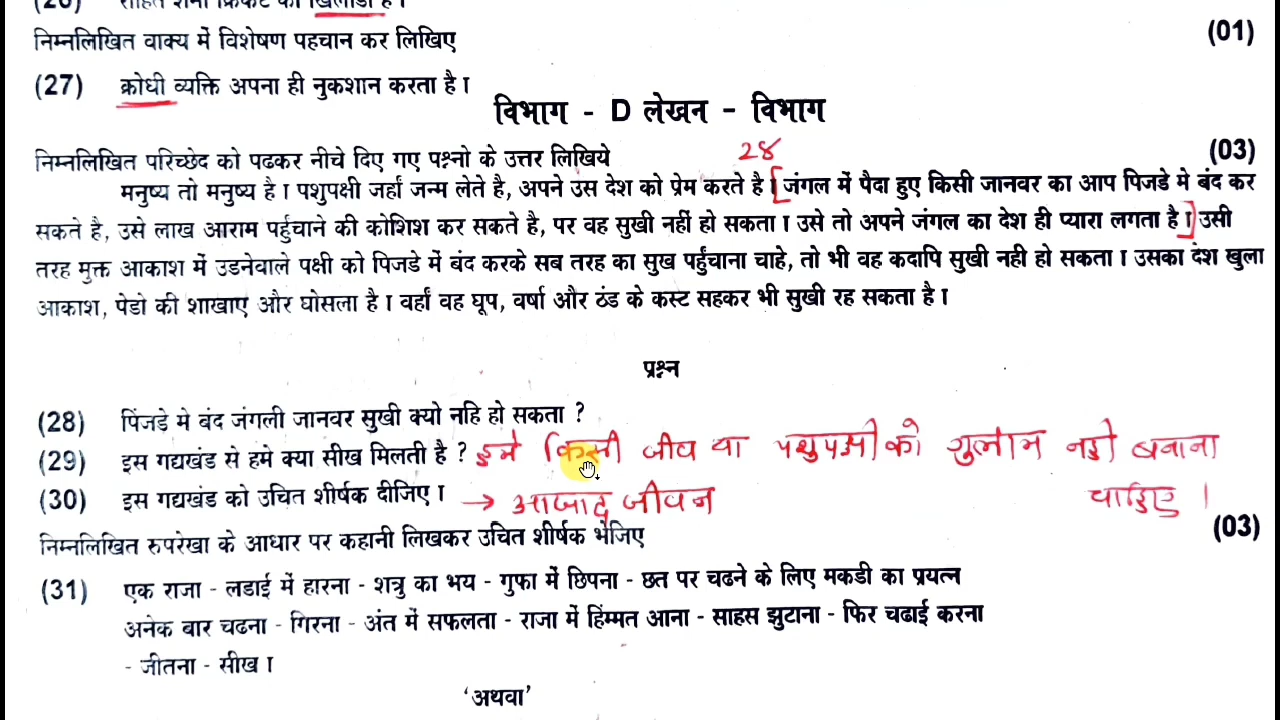 (26) रोहित शर्मा क्रिकेट का खिलाडी है।
निम्नलिखित वाक्य में विशेषण पहचान कर लिखिए (01)
(27) क्रोधी व्यक्ति अपना ही नुकशान करता है।
विभाग - D लेखन - विभाग
निम्नलिखित परिच्छेद को पढकर नीचे दिए गए पश्नो के उत्तर लिखिये 28 (03)
मनुष्य तो मनुष्य है। पशुपक्षी जहाँ जन्म लेते है, अपने उस देश को प्रेम करते है। [जंगल में पैदा हुए किसी जानवर का आप पिजडे मे बंद कर
सकते है, उसे लाख आराम पहुँचाने की कोशिश कर सकते है, पर वह सुखी नहीं हो सकता। उसे तो अपने जंगल का देश ही प्यारा लगता है।] उसी
तरह मुक्त आकाश में उडनेवाले पक्षी को पिजडे में बंद करके सब तरह का सुख पहुँचाना चाहे, तो भी वह कदापि सुखी नही हो सकता। उसका दंश खुला
आकाश, पेडो की शाखाए और घोसला है। वहाँ वह घूप, वर्षा और ठंड के कस्ट सहकर भी सुखी रह सकता है।
प्रश्न
(28) पिंजडे मे बंद जंगली जानवर सुखी क्यो नहि हो सकता ?
(29) इस गद्यखंड से हमे क्या सीख मिलती है ? हमे किसी जीव या पशुपक्षी को गुलाम नही बनाना
(30) इस गद्यखंड को उचित शीर्षक दीजिए। → आजाद जीवन चाहिए।
निम्नलिखित रुपरेखा के आधार पर कहानी लिखकर उचित शीर्षक भेजिए (03)
(31) एक राजा - लडाई में हारना - शत्रु का भय - गुफा में छिपना - छत पर चढने के लिए मकडी का प्रयत्न
अनेक बार चढना - गिरना - अंत में सफलता - राजा में हिंम्मत आना - साहस झुटाना - फिर चढाई करना
- जीतना - सीख।
‘अथवा’